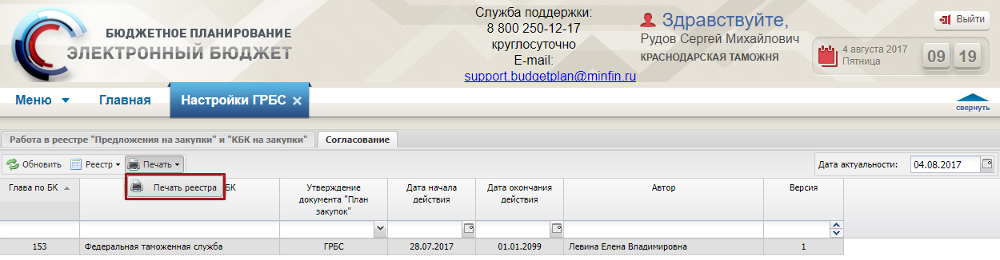 БЮДЖЕТНОЕ ПЛАНИРОВАНИЕ
ЭЛЕКТРОННЫЙ БЮДЖЕТ
Служба поддержки:
8 800 250-12-17
круглосуточно
E-mail:
support.budgetplan@minfin.ru
Здравствуйте,
Рудов Сергей Михайлович
КРАСНОДАРСКАЯ ТАМОЖНЯ
Выйти
4 августа 2017
Пятница
09 19
Меню Главная Настройки ГРБС
свернуть
Работа в реестре "Предложения на закупки" и "КБК на закупки" Согласование
Обновить Реестр Печать Дата актуальности: 04.08.2017
Печать реестра
Глава по БК БК Утверждение документа "План закупок" Дата начала действия Дата окончания действия Автор Версия
153 Федеральная таможенная служба ГРБС 28.07.2017 01.01.2099 Левина Елена Владимировна 1